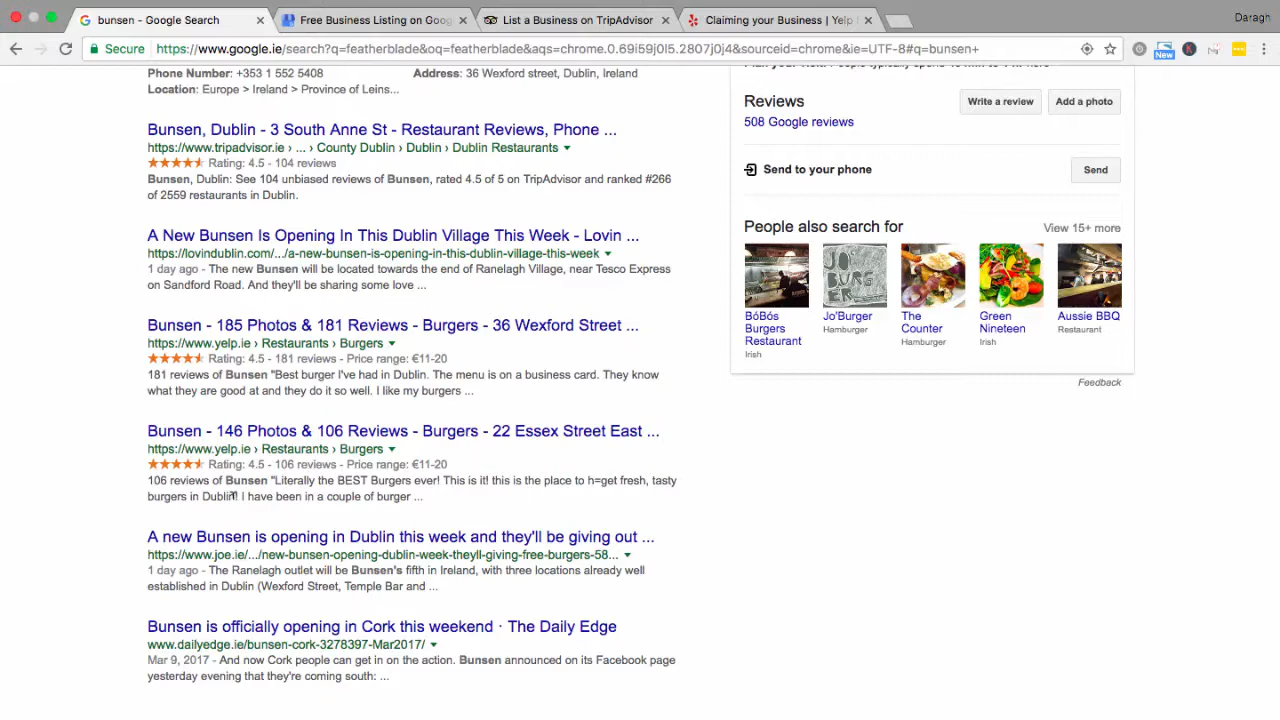 bunsen - Google Search
Free Business Listing on Goog
List a Business on TripAdvisor
Claiming your Business | Yelp
Daragh
Secure
https://www.google.ie/search?q=featherblade&oq=featherblade&aqs=chrome.0.69i59j0l5.2807j0j4&sourceid=chrome&ie=UTF-8#q=bunsen+
New
Phone Number: +353 1 552 5408
Address: 36 Wexford street, Dublin, Ireland
Location: Europe > Ireland > Province of Leins...
Bunsen, Dublin - 3 South Anne St - Restaurant Reviews, Phone ...
https://www.tripadvisor.ie › ... › County Dublin › Dublin › Dublin Restaurants
Rating: 4.5 - 104 reviews
Bunsen, Dublin: See 104 unbiased reviews of Bunsen, rated 4.5 of 5 on TripAdvisor and ranked #266
of 2559 restaurants in Dublin.
A New Bunsen Is Opening In This Dublin Village This Week - Lovin ...
https://lovindublin.com/.../a-new-bunsen-is-opening-in-this-dublin-village-this-week
1 day ago - The new Bunsen will be located towards the end of Ranelagh Village, near Tesco Express
on Sandford Road. And they'll be sharing some love ...
Bunsen - 185 Photos & 181 Reviews - Burgers - 36 Wexford Street ...
https://www.yelp.ie › Restaurants › Burgers
Rating: 4.5 - 181 reviews - Price range: €11-20
181 reviews of Bunsen "Best burger I've had in Dublin. The menu is on a business card. They know
what they are good at and they do it so well. I like my burgers ...
Bunsen - 146 Photos & 106 Reviews - Burgers - 22 Essex Street East ...
https://www.yelp.ie › Restaurants › Burgers
Rating: 4.5 - 106 reviews - Price range: €11-20
106 reviews of Bunsen "Literally the BEST Burgers ever! This is it! this is the place to h=get fresh, tasty
burgers in Dublin! I have been in a couple of burger ...
A new Bunsen is opening in Dublin this week and they'll be giving out ...
https://www.joe.ie/.../new-bunsen-opening-dublin-week-theyll-giving-free-burgers-58...
1 day ago - The Ranelagh outlet will be Bunsen's fifth in Ireland, with three locations already well
established in Dublin (Wexford Street, Temple Bar and ...
Bunsen is officially opening in Cork this weekend · The Daily Edge
www.dailyedge.ie/bunsen-cork-3278397-Mar2017/
Mar 9, 2017 - And now Cork people can get in on the action. Bunsen announced on its Facebook page
yesterday evening that they're coming south: ...
Reviews
Write a review
Add a photo
508 Google reviews
Send to your phone
Send
People also search for
View 15+ more
JO'
BURG
ER
BóBós
Burgers
Restaurant
Irish
Jo'Burger
Hamburger
The
Counter
Hamburger
Green
Nineteen
Irish
Aussie BBQ
Restaurant
Feedback